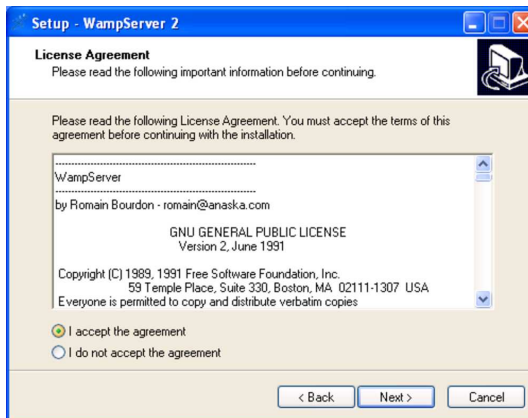 Setup - WampServer 2
License Agreement
Please read the following important information before continuing.
Please read the following License Agreement. You must accept the terms of this
agreement before continuing with the installation.
------------------------------------------------------------
WampServer
------------------------------------------------------------
by Romain Bourdon - romain@anaska.com
GNU GENERAL PUBLIC LICENSE
Version 2, June 1991
Copyright (C) 1989, 1991 Free Software Foundation, Inc.
59 Temple Place, Suite 330, Boston, MA 02111-1307 USA
Everyone is permitted to copy and distribute verbatim copies
I accept the agreement
I do not accept the agreement
< Back Next > Cancel